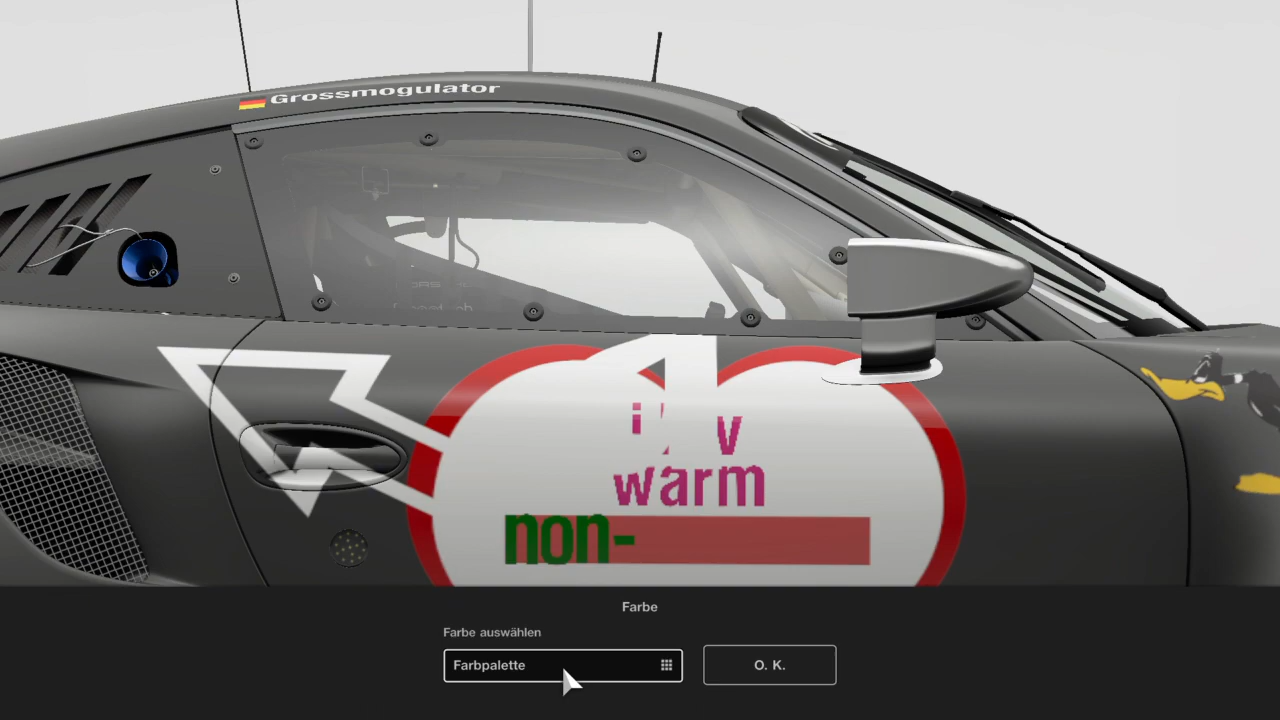 Grossmogulator
warm
non-
Farbe
Farbe auswählen
Farbpalette
O. K.